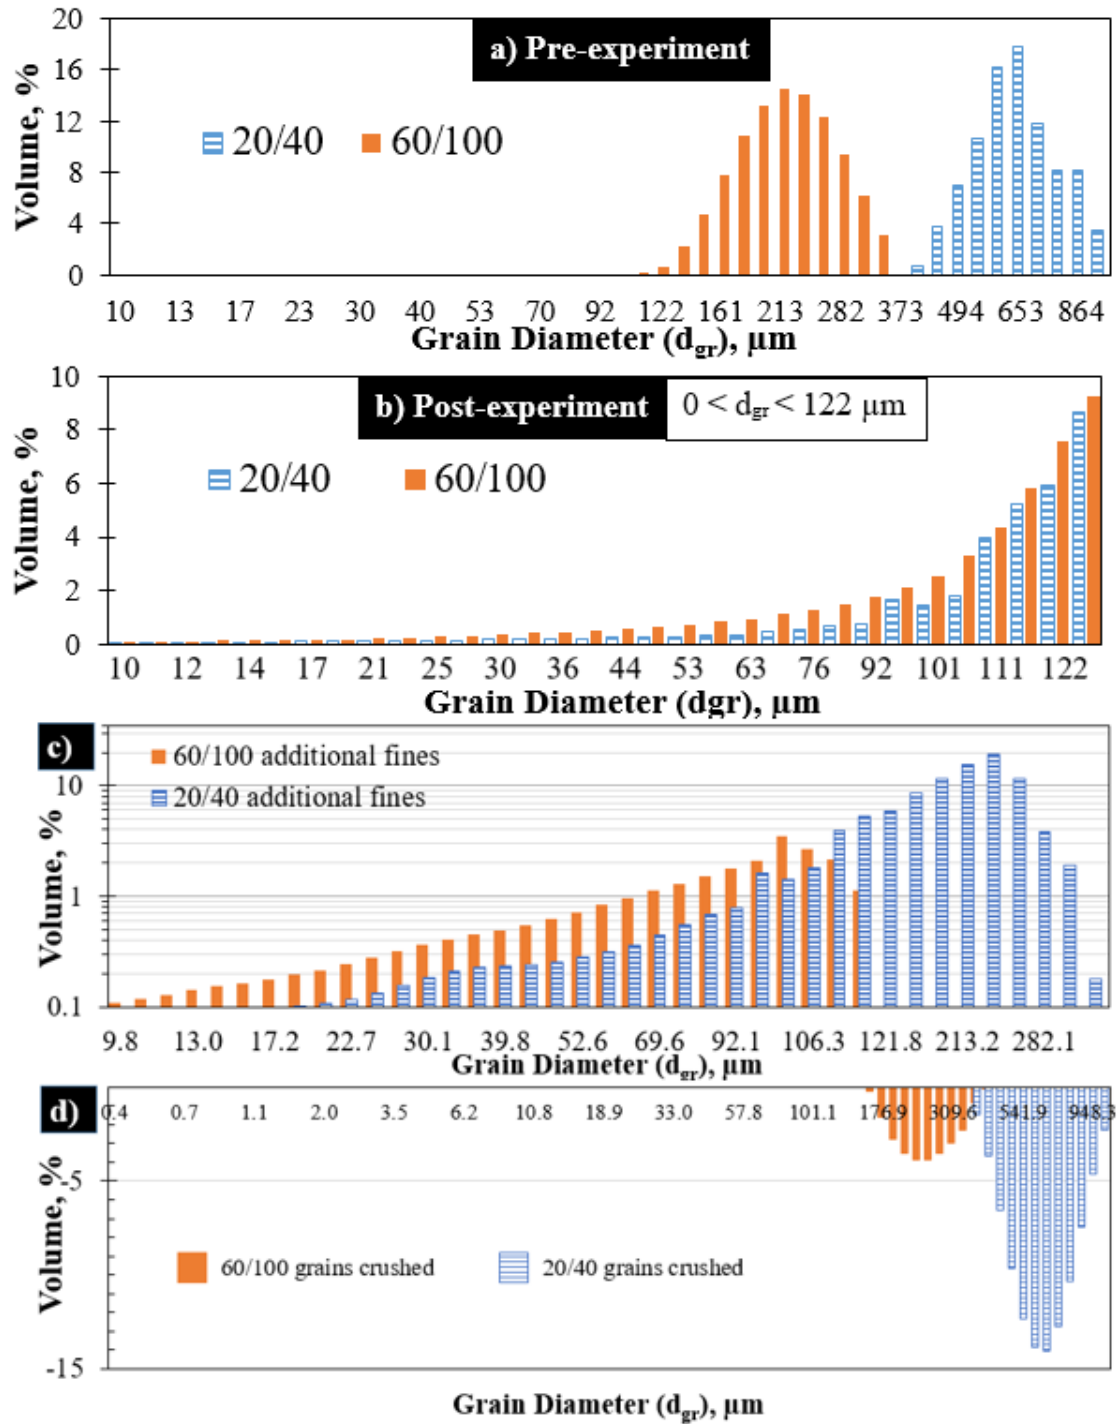 a) Pre-experiment
20/40 60/100
Volume, %
20
16
12
8
4
0
10 13 17 23 30 40 53 70 92 122 161 213 282 373 494 653 864
Grain Diameter (dgr), µm
b) Post-experiment 0 < dgr < 122 µm
20/40 60/100
Volume, %
10
8
6
4
2
0
10 12 14 17 21 25 30 36 44 53 63 76 92 101 111 122
Grain Diameter (dgr), µm
c)
60/100 additional fines
20/40 additional fines
Volume, %
10
1
0.1
9.8 13.0 17.2 22.7 30.1 39.8 52.6 69.6 92.1 106.3 121.8 213.2 282.1
Grain Diameter (dgr), µm
d)
0.4 0.7 1.1 2.0 3.5 6.2 10.8 18.9 33.0 57.8 101.1 176.9 309.6 541.9 948.3
Volume, %
-5
-15
60/100 grains crushed 20/40 grains crushed
Grain Diameter (dgr), µm